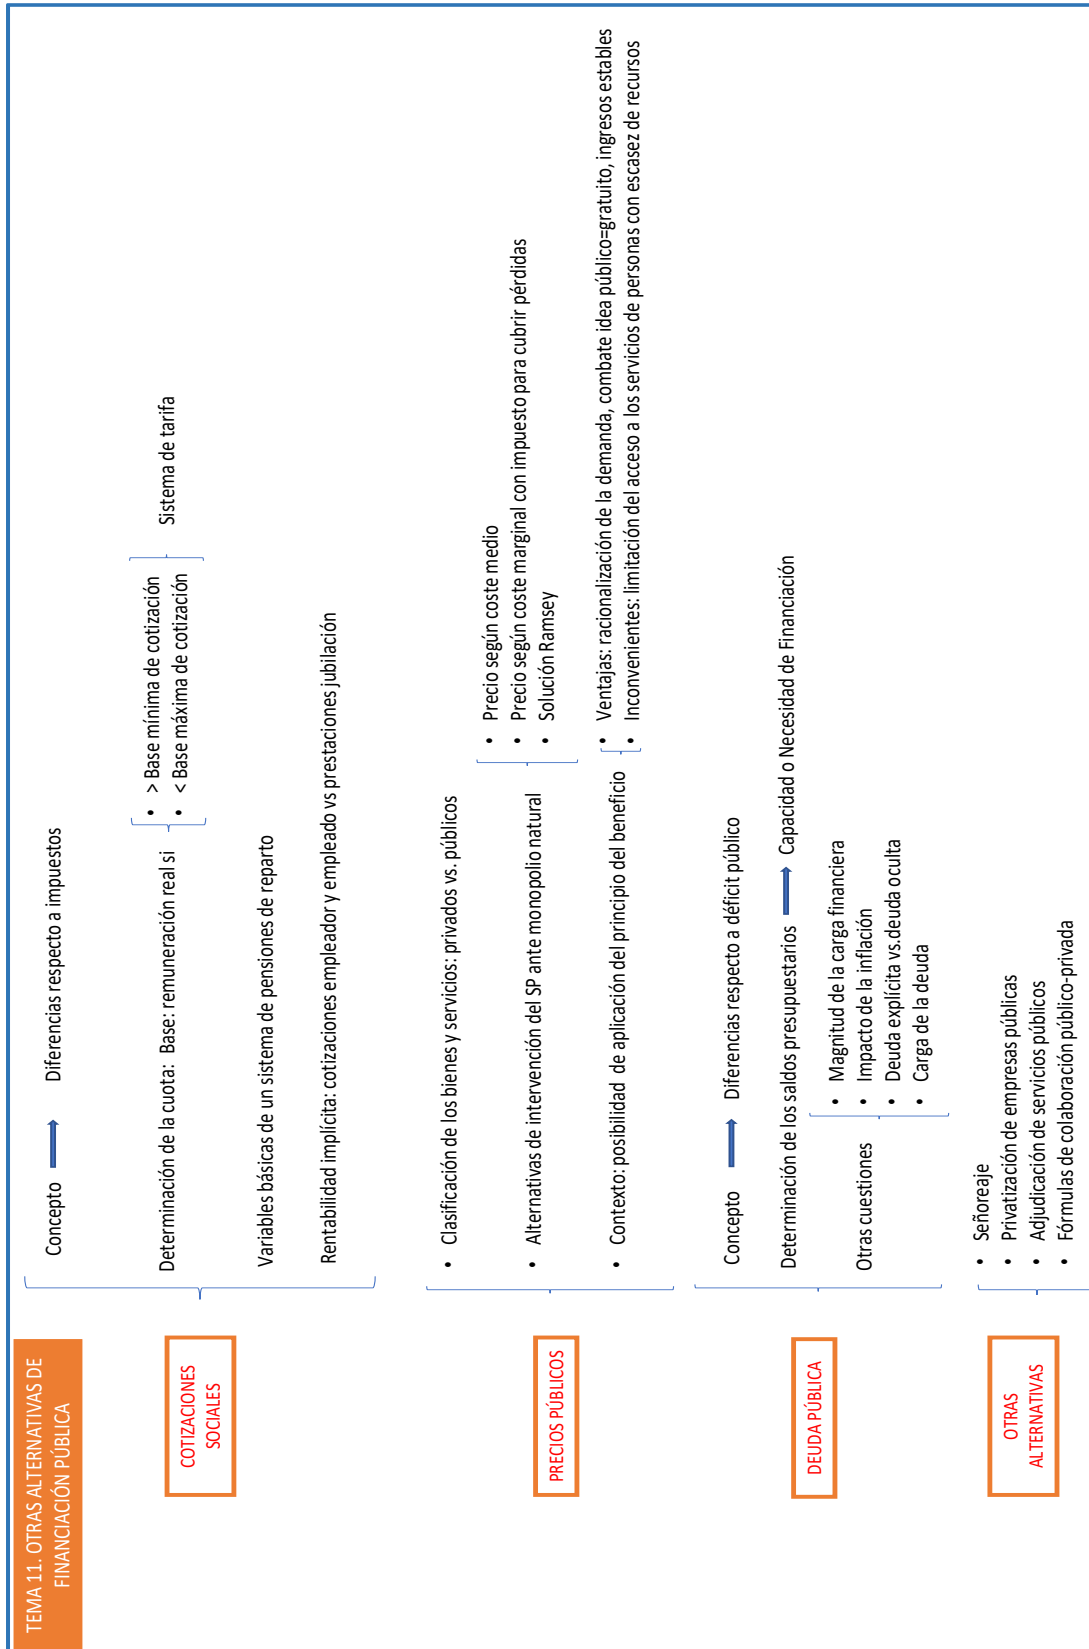 TEMA 11. OTRAS ALTERNATIVAS DE
FINANCIACIÓN PÚBLICA
COTIZACIONES
SOCIALES
Concepto
Diferencias respecto a impuestos
Determinación de la cuota: Base: remuneración real si
• > Base mínima de cotización
• < Base máxima de cotización
Sistema de tarifa
Variables básicas de un sistema de pensiones de reparto
Rentabilidad implícita: cotizaciones empleador y empleado vs prestaciones jubilación
PRECIOS PÚBLICOS
• Clasificación de los bienes y servicios: privados vs. públicos
• Alternativas de intervención del SP ante monopolio natural
• Precio según coste medio
• Precio según coste marginal con impuesto para cubrir pérdidas
• Solución Ramsey
• Contexto: posibilidad de aplicación del principio del beneficio
• Ventajas: racionalización de la demanda, combate idea público=gratuito, ingresos estables
• Inconvenientes: limitación del acceso a los servicios de personas con escasez de recursos
DEUDA PÚBLICA
Concepto
Diferencias respecto a déficit público
Determinación de los saldos presupuestarios
Capacidad o Necesidad de Financiación
Otras cuestiones
• Magnitud de la carga financiera
• Impacto de la inflación
• Deuda explícita vs.deuda oculta
• Carga de la deuda
OTRAS
ALTERNATIVAS
• Señoreaje
• Privatización de empresas públicas
• Adjudicación de servicios públicos
• Fórmulas de colaboración público-privada